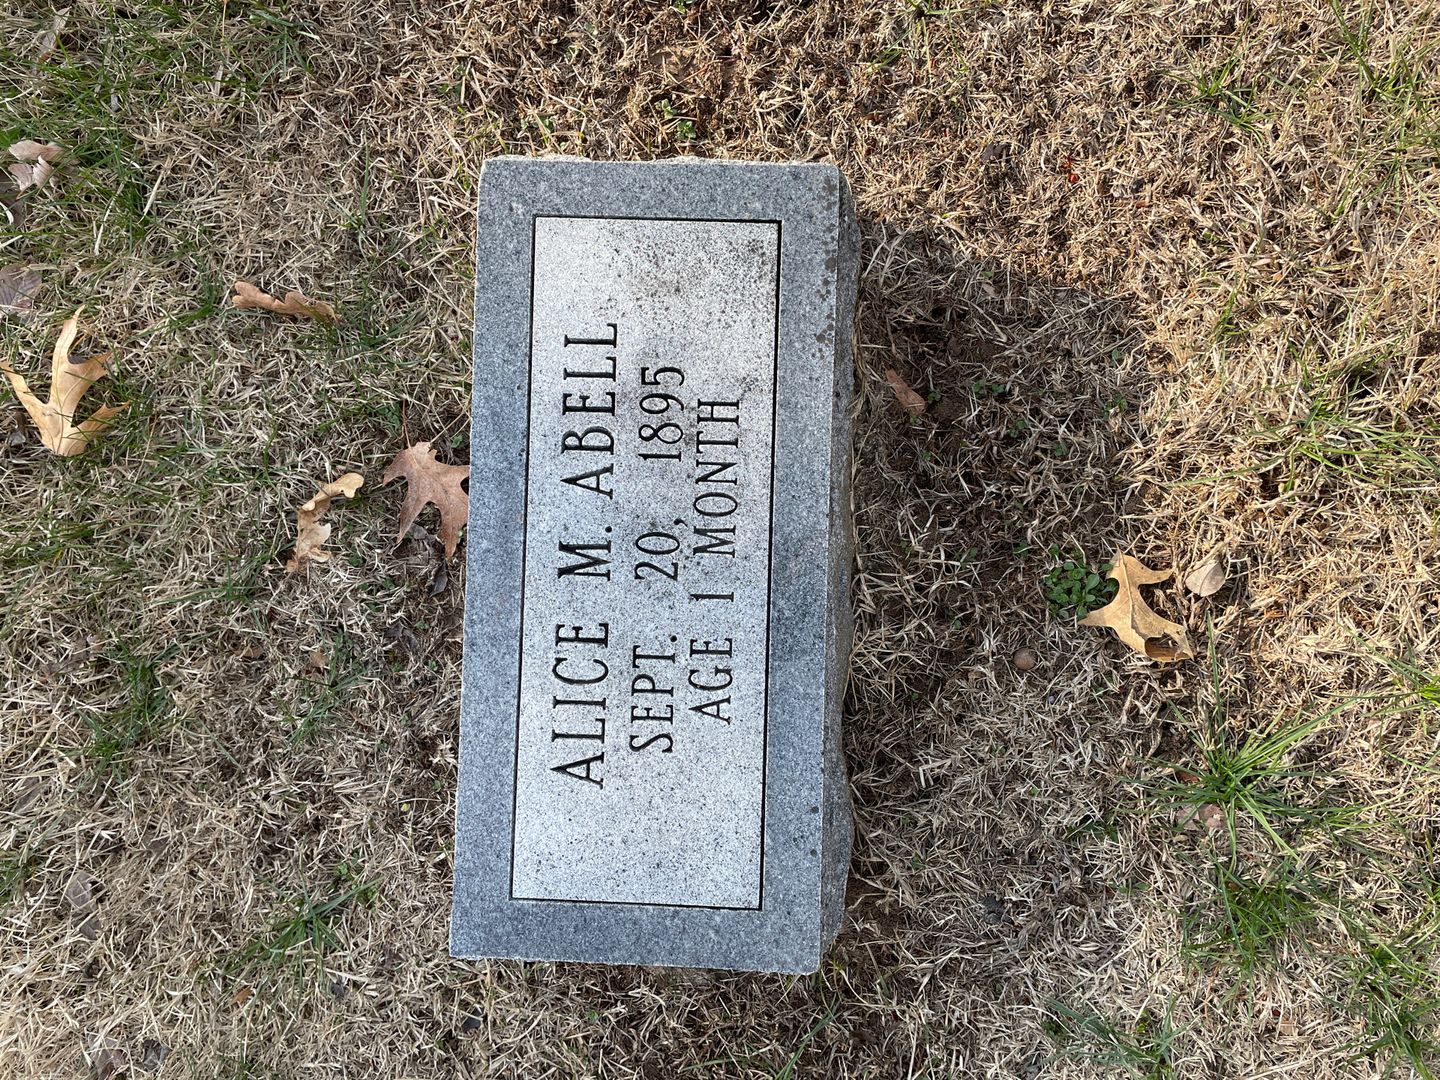 ALICE M. ABELL
SEPT. 20, 1895
AGE 1 MONTH